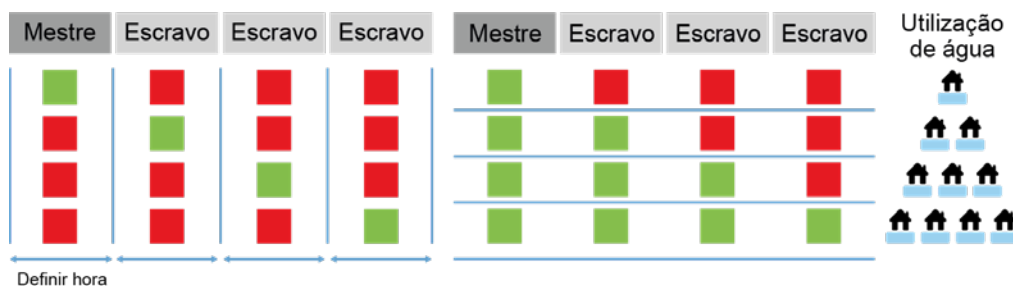 Mestre Escravo Escravo Escravo Mestre Escravo Escravo Escravo Utilização
de água
Definir hora